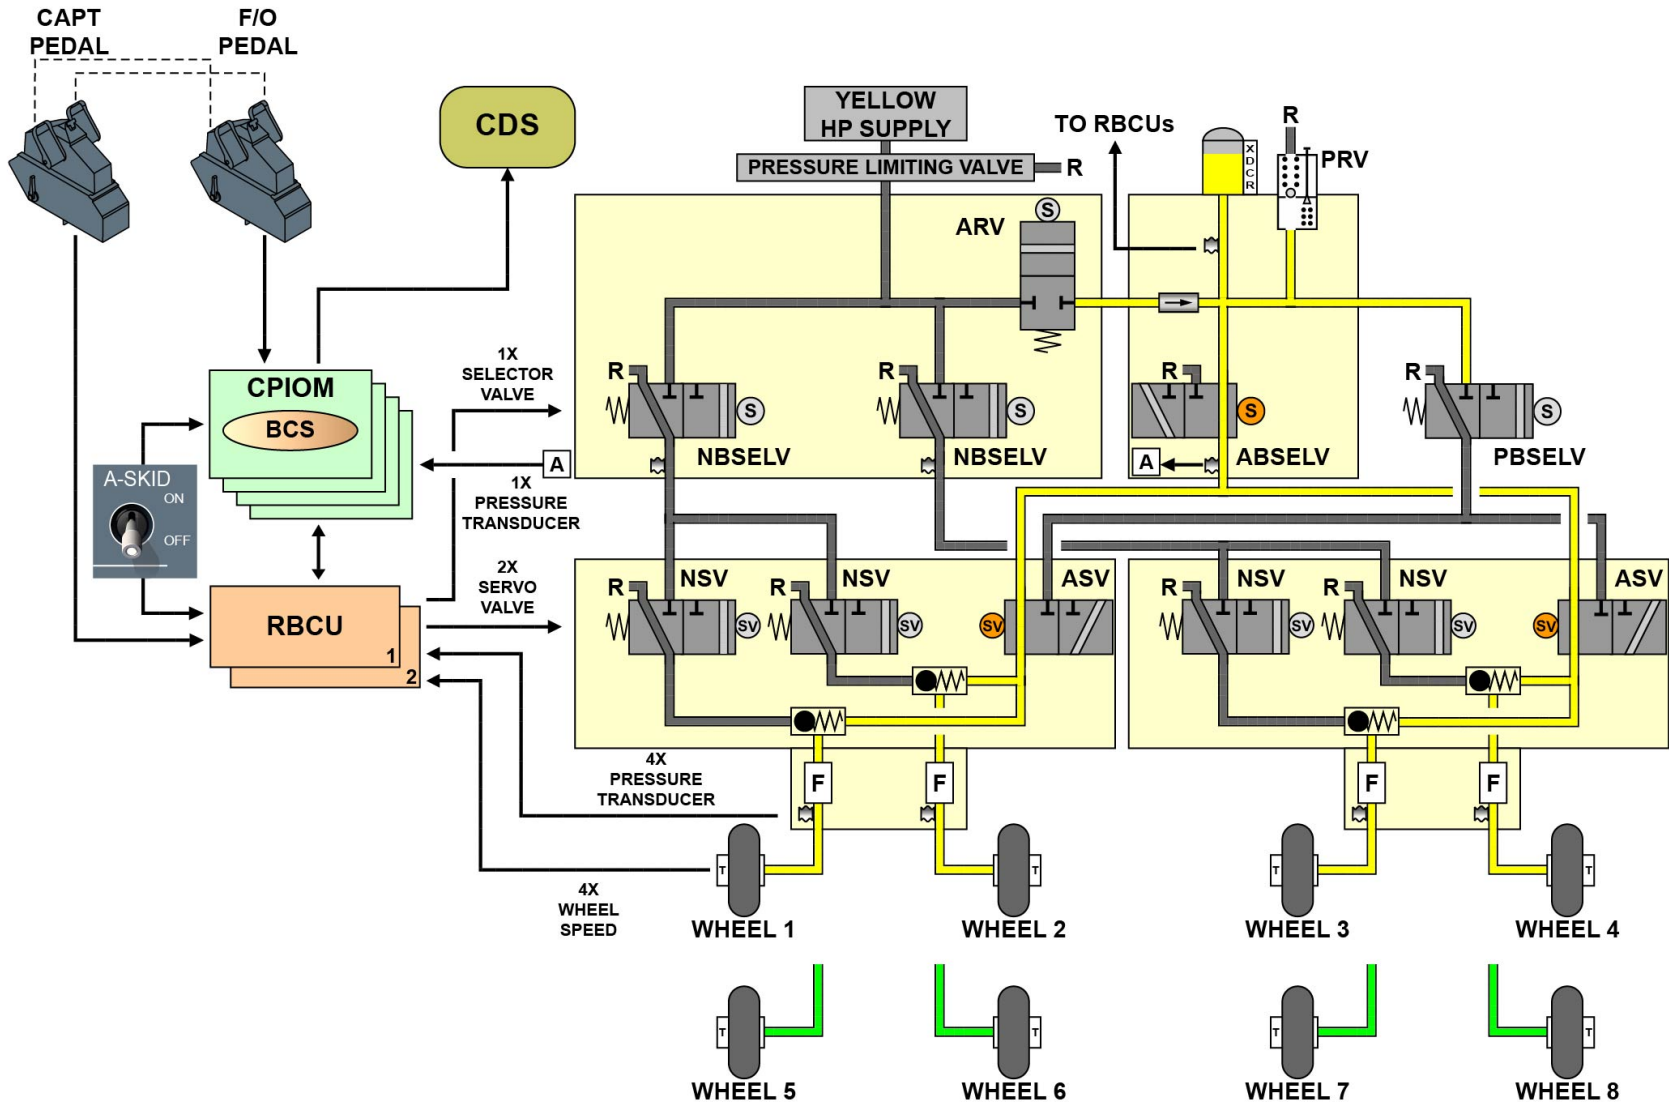 CAPT
PEDAL
F/O
PEDAL
CDS
YELLOW
HP SUPPLY
PRESSURE LIMITING VALVE
R
TO RBCUs
X
D
C
R
R
PRV
ARV
S
CPIOM
BCS
1X
SELECTOR
VALVE
A
1X
PRESSURE
TRANSDUCER
A-SKID
ON
OFF
R
S
NBSELV
R
S
NBSELV
R
S
ABSELV
A
R
S
PBSELV
RBCU
1
2
2X
SERVO
VALVE
R
NSV
SV
R
NSV
SV
ASV
SV
R
NSV
SV
R
NSV
SV
ASV
SV
4X
PRESSURE
TRANSDUCER
F
F
F
F
4X
WHEEL
SPEED
T
T
T
T
WHEEL 1
WHEEL 2
WHEEL 3
WHEEL 4
T
T
T
T
WHEEL 5
WHEEL 6
WHEEL 7
WHEEL 8